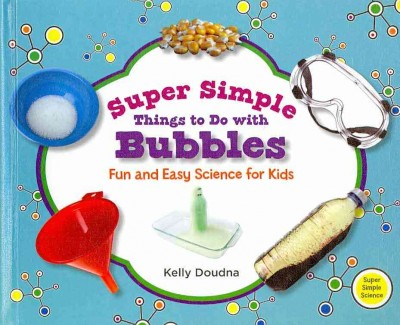 Super Simple
Things to Do with
Bubbles
Fun and Easy Science for Kids
Kelly Doudna
Super
Simple
Science